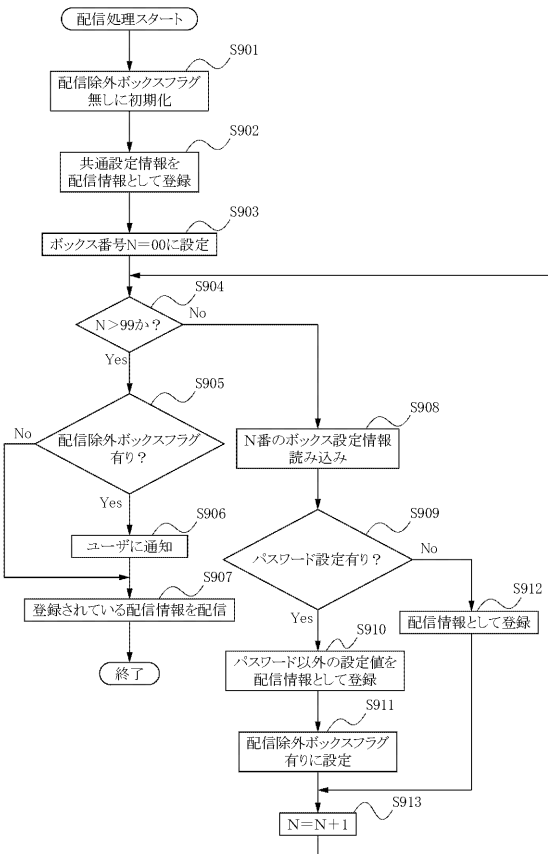 配信処理スタート
S901
配信除外ボックスフラグ
無しに初期化
S902
共通設定情報を
配信情報として登録
S903
ボックス番号N=00に設定
S904
N>99か?
No
Yes
S905
配信除外ボックスフラグ
有り?
No
Yes
S906
ユーザに通知
S907
登録されている配信情報を配信
終了
S908
N番のボックス設定情報
読み込み
S909
パスワード設定有り?
No
Yes
S912
配信情報として登録
S910
パスワード以外の設定値を
配信情報として登録
S911
配信除外ボックスフラグ
有りに設定
S913
N=N+1